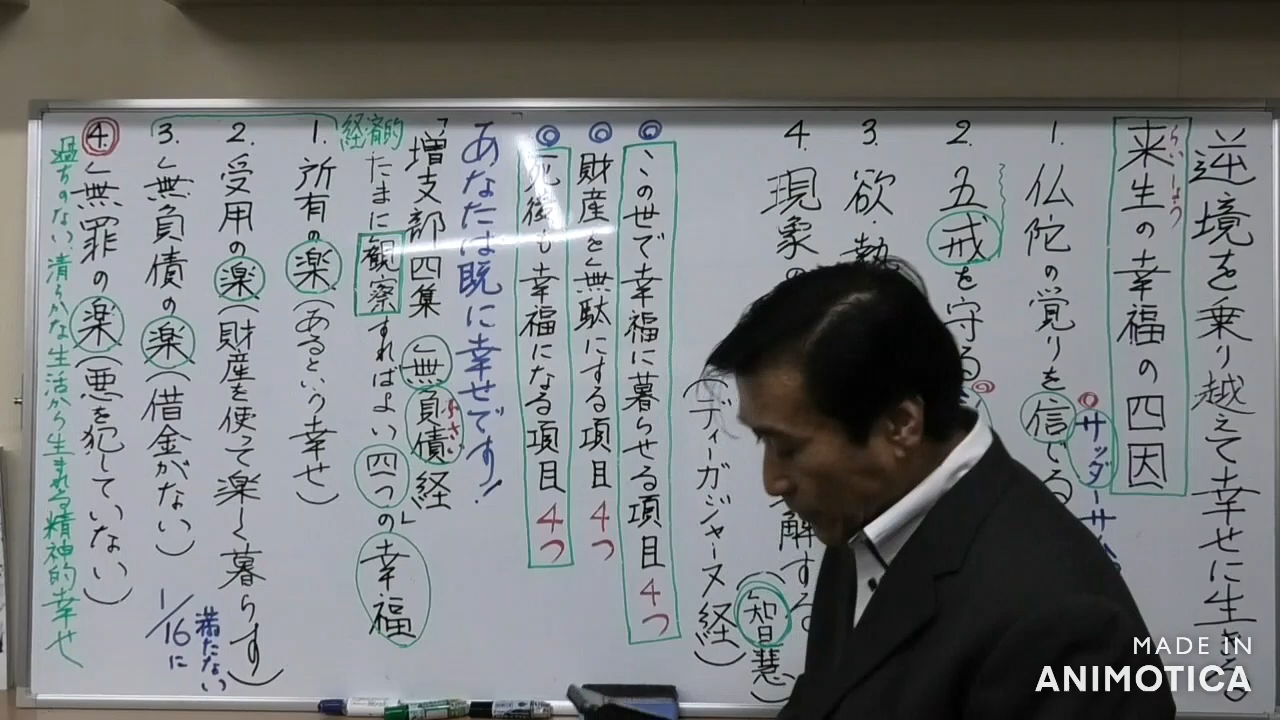 逆境を乗り越えて幸せに生きる。
来生の幸福の四因
らいしょう
1. 仏陀の覚りを信じる
サッダーサ
2. 五戒を守る
3. 欲・執
4. 現象の
解する
(智慧)
(ディーガジャーヌ経)
◎この世で幸福に暮らせる項目4つ
◎財産を無駄にする項目4つ
◎死後も幸福になる項目4つ
あなたは既に幸せです!
「増支部四集 無負債経」
ふさい
たまに観察すればよい四つの幸福
経済的
1. 所有の楽(あるという幸せ)
2. 受用の楽(財産を使って楽しく暮らす)
3. 無負債の楽(借金がない)
1/16に
満たない
4. 無罪の楽(悪を犯していない)
過ちのない、清らかな生活から生まれる精神的幸せ
MADE IN
ANIMOTICA